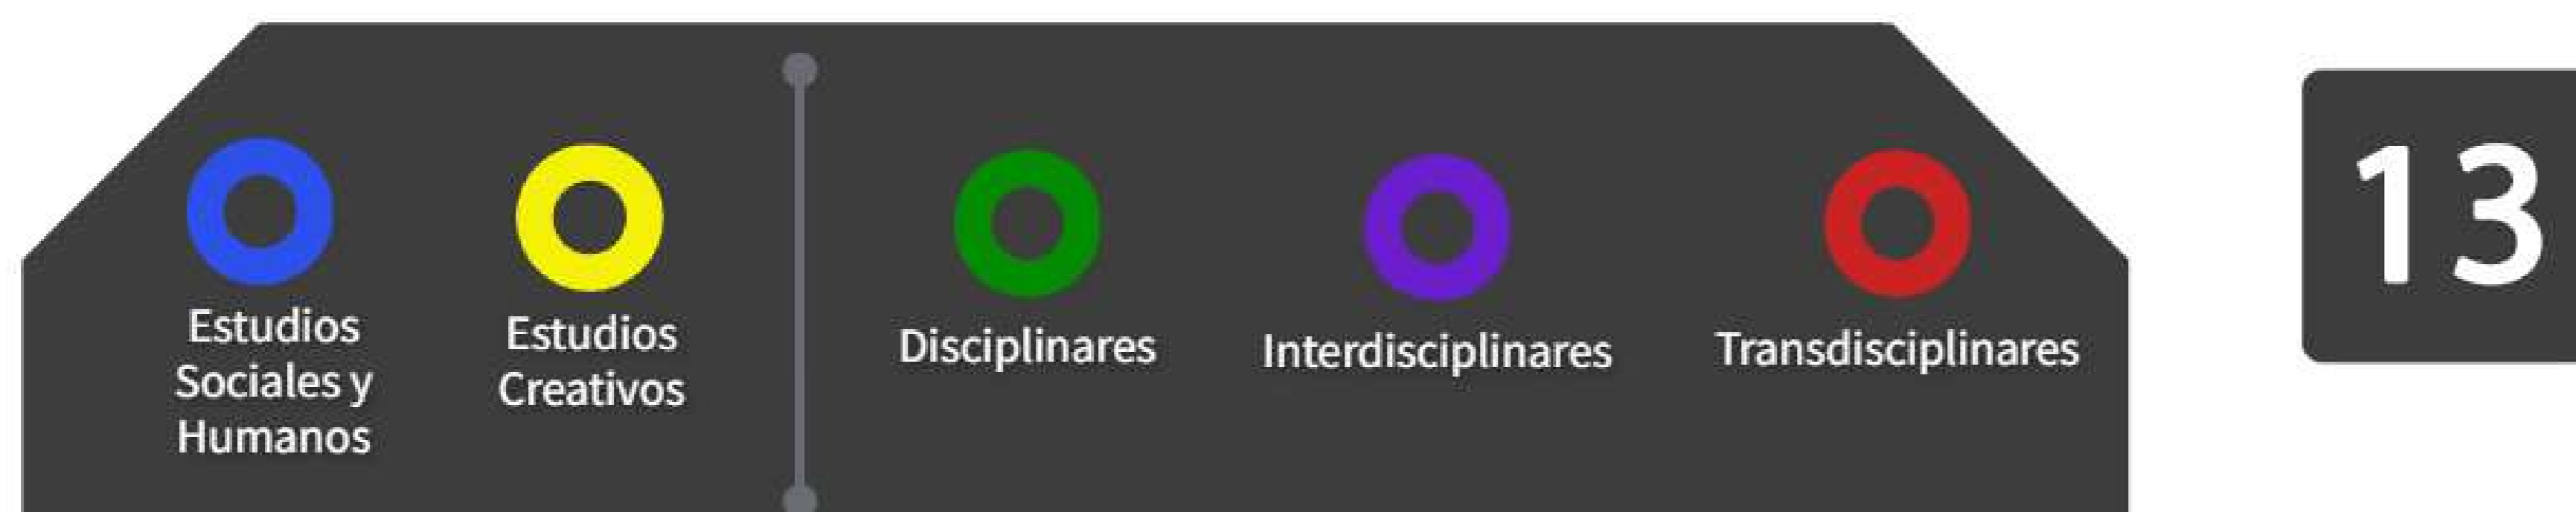 Estudios
Sociales y
Humanos
Estudios
Creativos
Disciplinares
Interdisciplinares
Transdisciplinares
13